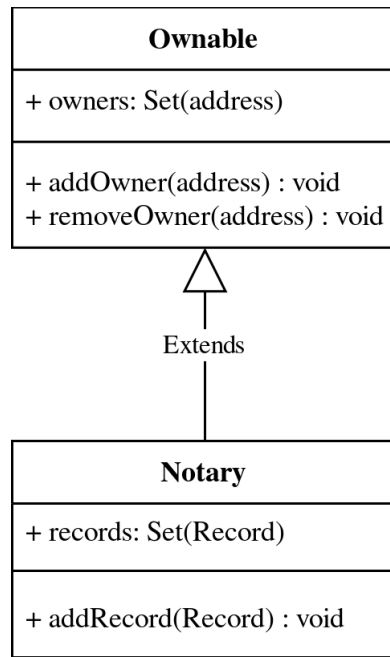 Ownable
+ owners: Set(address)
+ addOwner(address) : void
+ removeOwner(address) : void
Extends
Notary
+ records: Set(Record)
+ addRecord(Record) : void